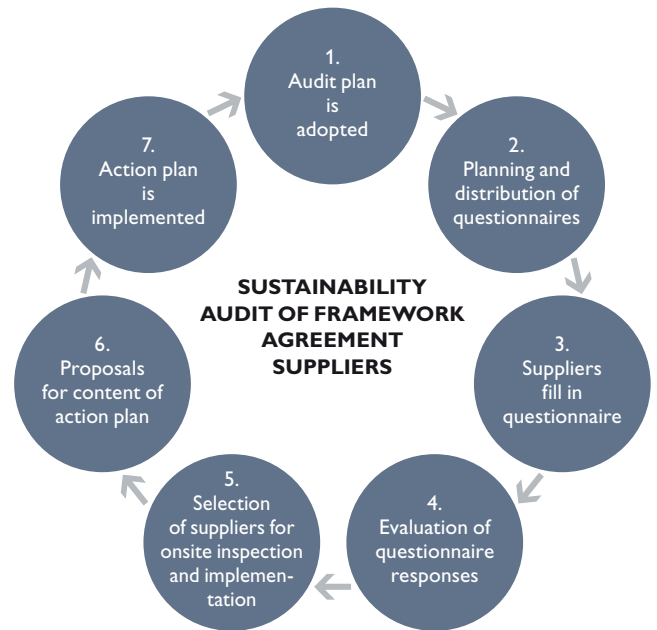 1.
Audit plan
is
adopted
2.
Planning and
distribution of
questionnaires
3.
Suppliers
fill in
questionnaire
4.
Evaluation of
questionnaire
responses
5.
Selection
of suppliers for
onsite inspection
and implemen-
tation
6.
Proposals
for content of
action plan
7.
Action plan
is
implemented
SUSTAINABILITY
AUDIT OF FRAMEWORK
AGREEMENT
SUPPLIERS